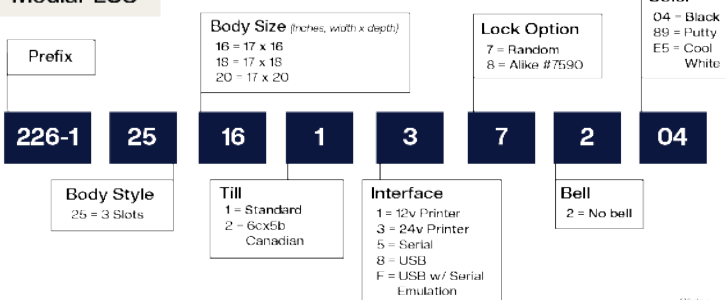 Prefix
Body Size (Inches, width x depth)
16 = 17 x 16
18 = 17 x 18
20 = 17 x 20
Lock Option
7 = Random
8 = Alike #7590
04 = Black
89 = Putty
E5 = Cool
White
226-1 25 16 1 3 7 2 04
Body Style
25 = 3 Slots
Till
1 = Standard
2 = 6cx5b
Canadian
Interface
1 = 12v Printer
3 = 24v Printer
5 = Serial
8 = USB
F = USB w/ Serial
Emulation
Bell
2 = No bell